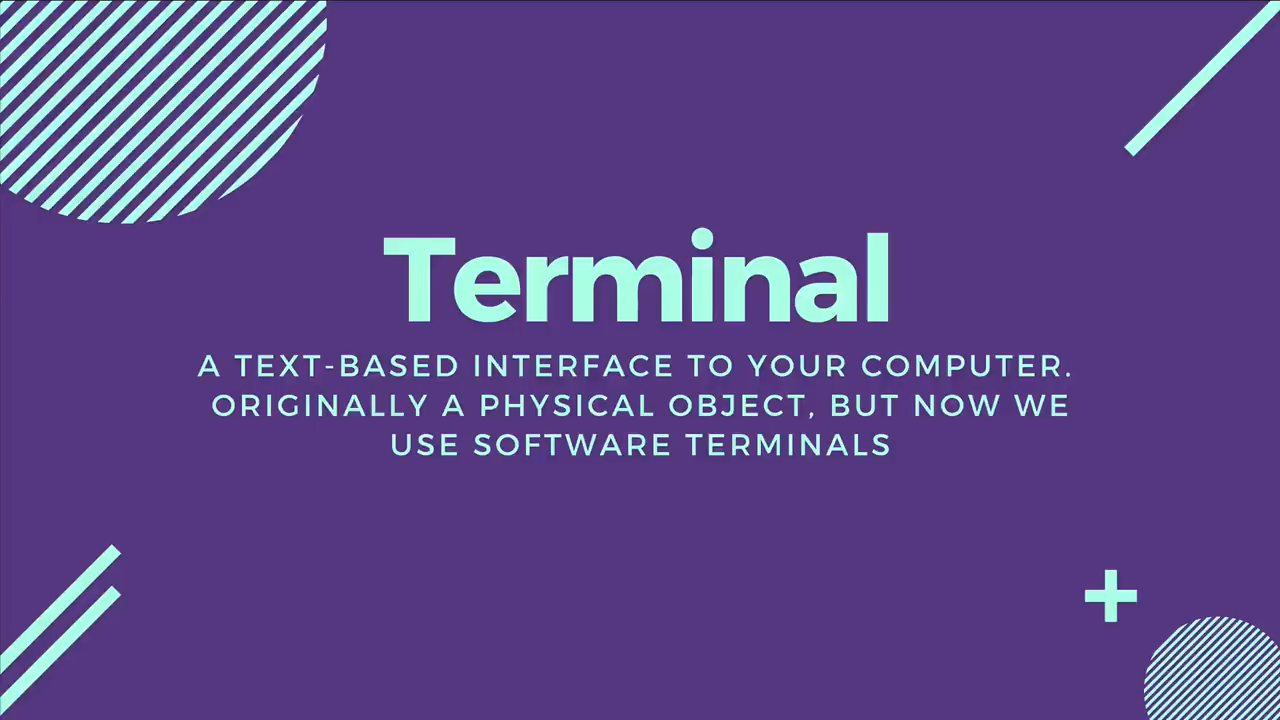 Terminal
A TEXT-BASED INTERFACE TO YOUR COMPUTER.
ORIGINALLY A PHYSICAL OBJECT, BUT NOW WE
USE SOFTWARE TERMINALS